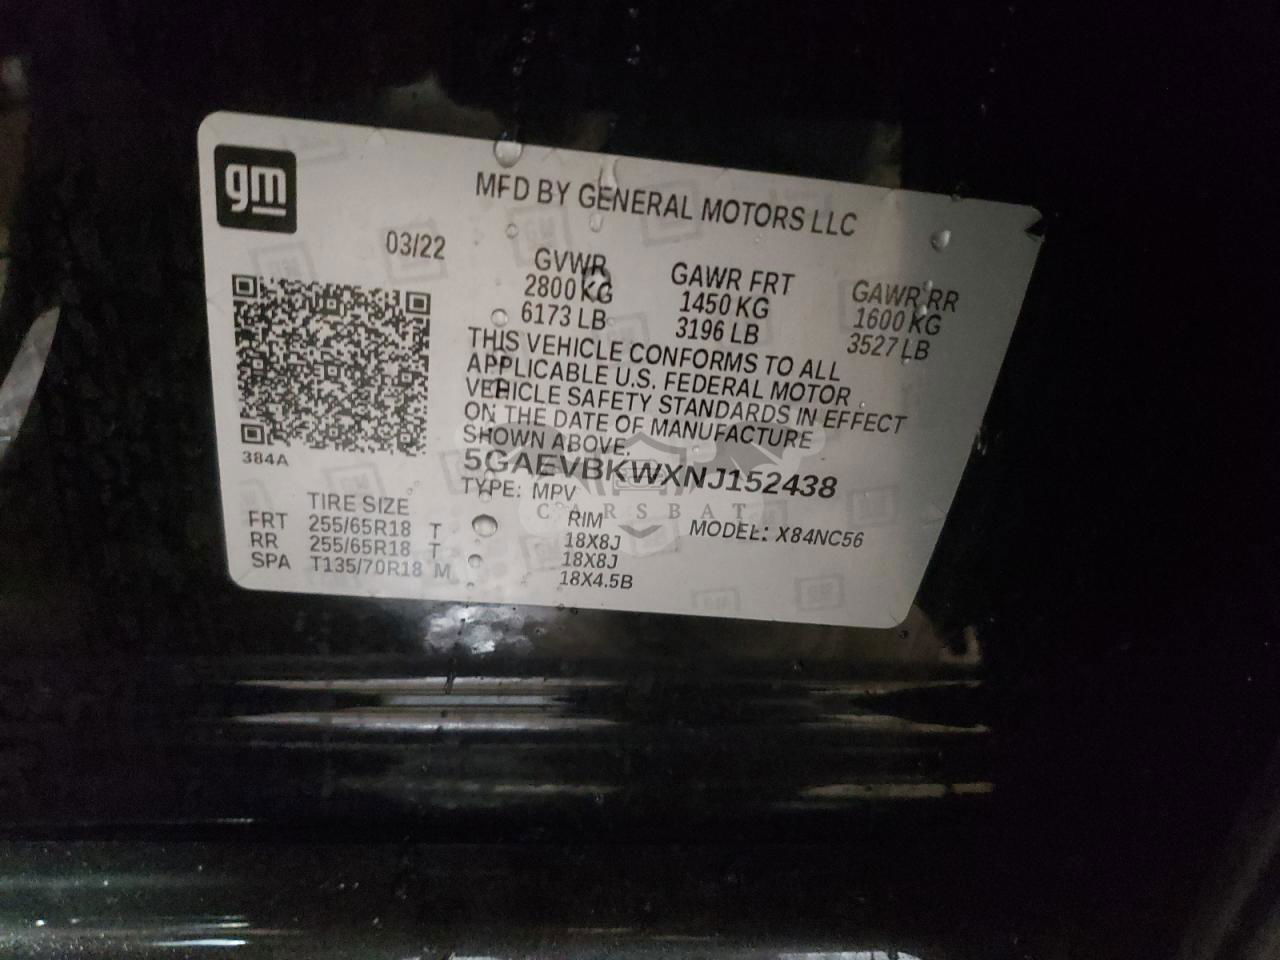 gm
MFD BY GENERAL MOTORS LLC
03/22
GVWR
2800 KG
6173 LB
GAWR FRT
1450 KG
3196 LB
GAWR RR
1600 KG
3527 LB
THIS VEHICLE CONFORMS TO ALL
APPLICABLE U.S. FEDERAL MOTOR
VEHICLE SAFETY STANDARDS IN EFFECT
ON THE DATE OF MANUFACTURE
SHOWN ABOVE.
384A
5GAEVBKWXNJ152438
TYPE: MPV
MODEL: X84NC56
CARSBAT
TIRE SIZE RIM
FRT 255/65R18 T 18X8J
RR 255/65R18 T 18X8J
SPA T135/70R18 M 18X4.5B